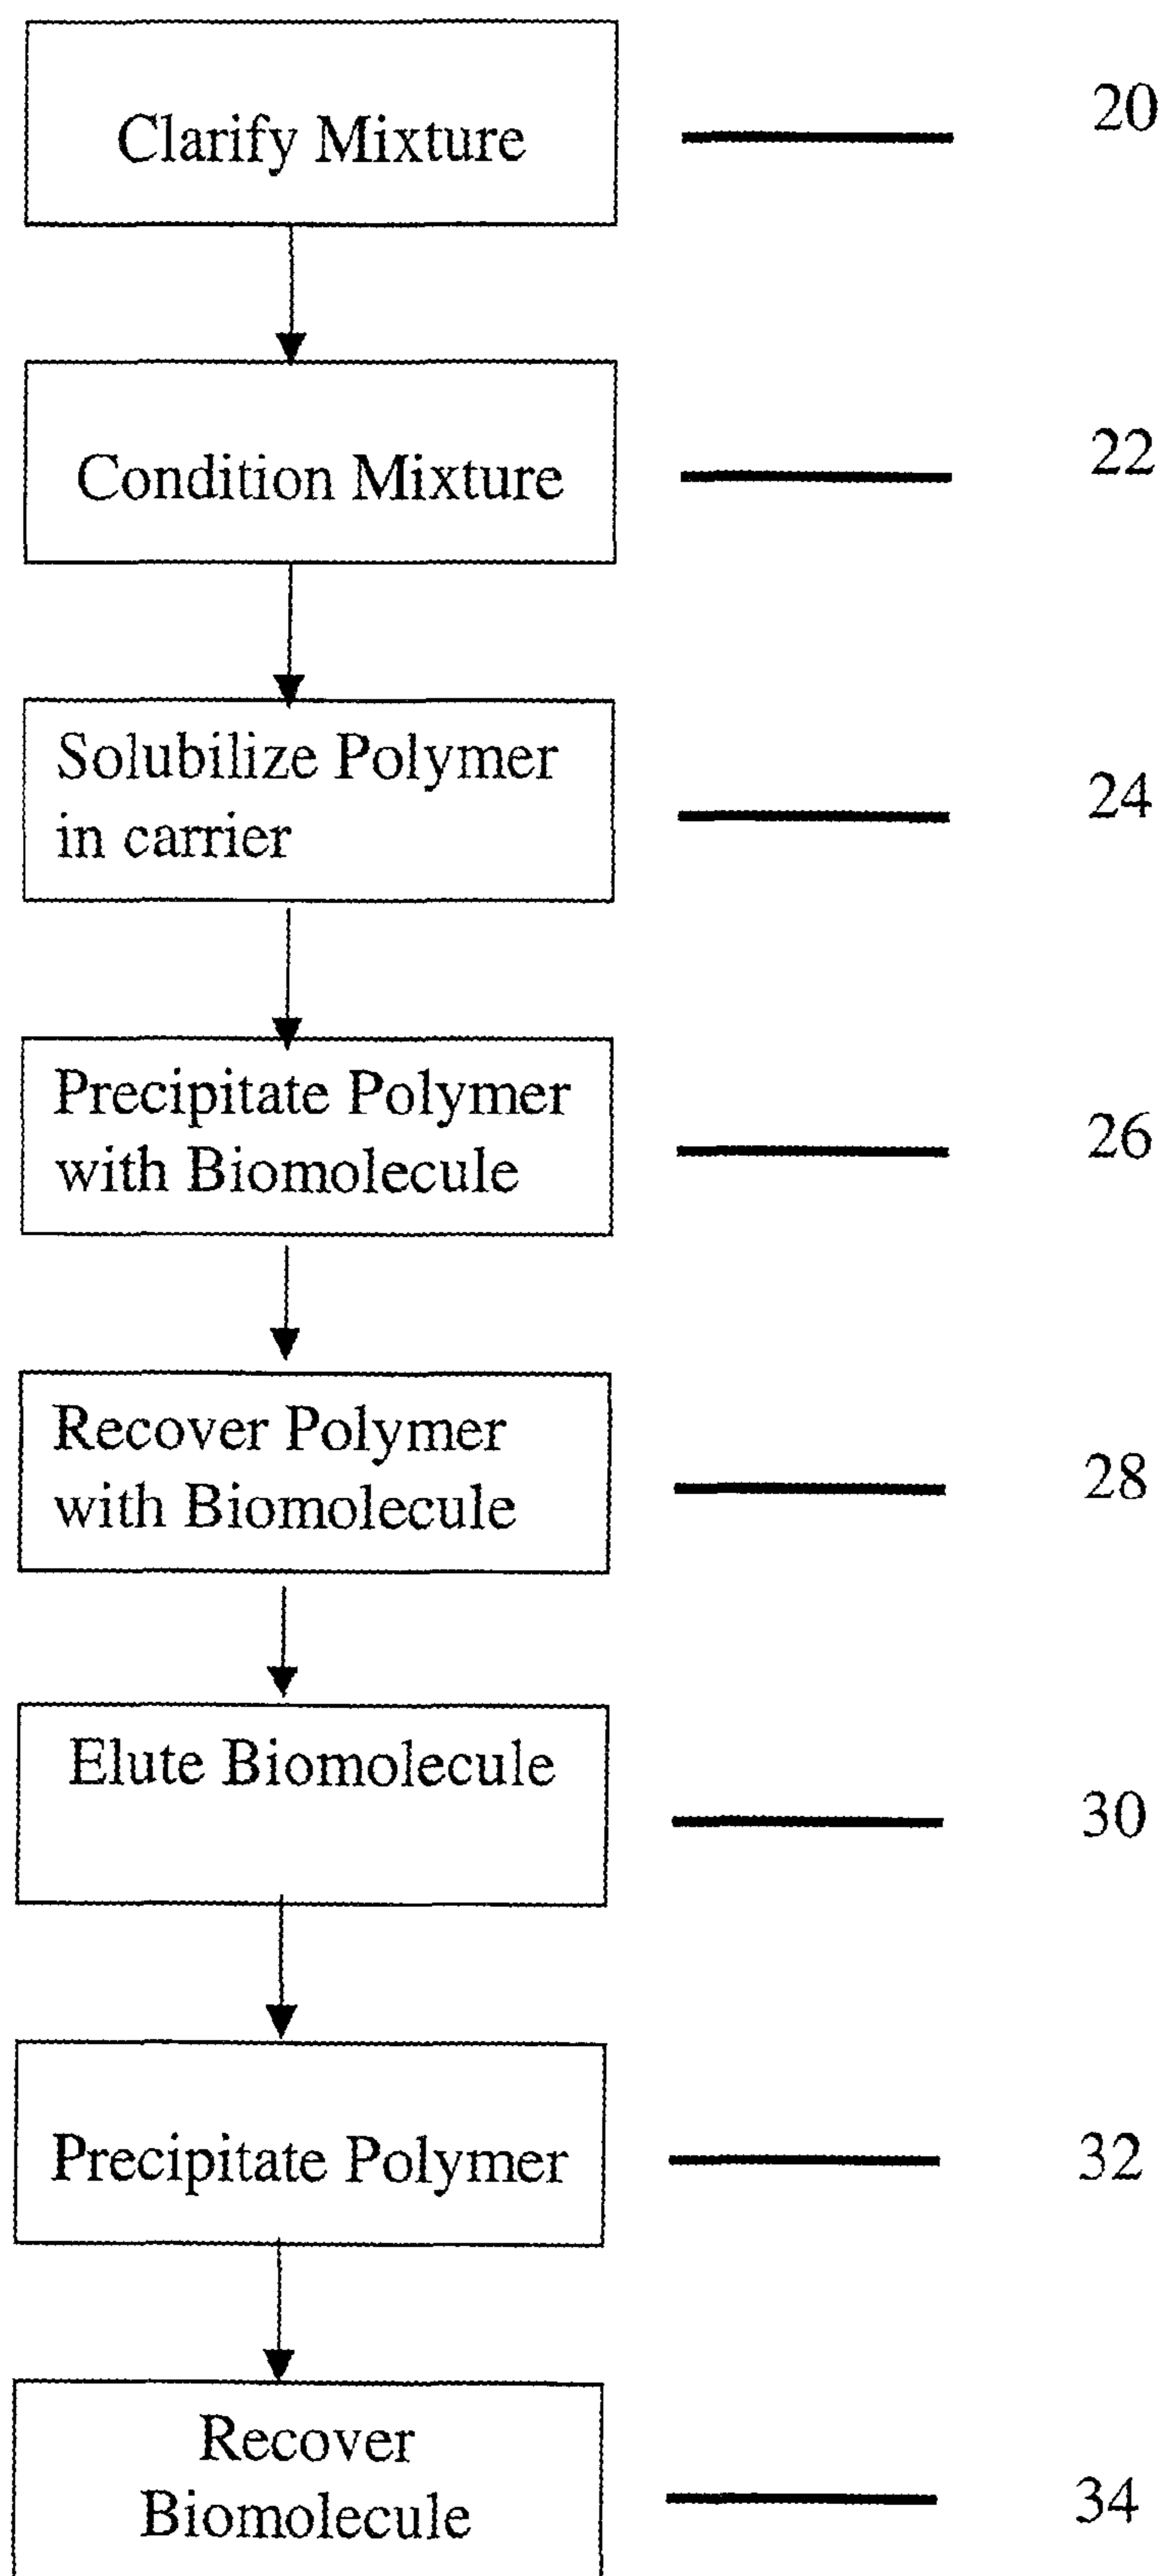 Clarify Mixture
20
Condition Mixture
22
Solubilize Polymer
in carrier
24
Precipitate Polymer
with Biomolecule
26
Recover Polymer
with Biomolecule
28
Elute Biomolecule
30
Precipitate Polymer
32
Recover
Biomolecule
34